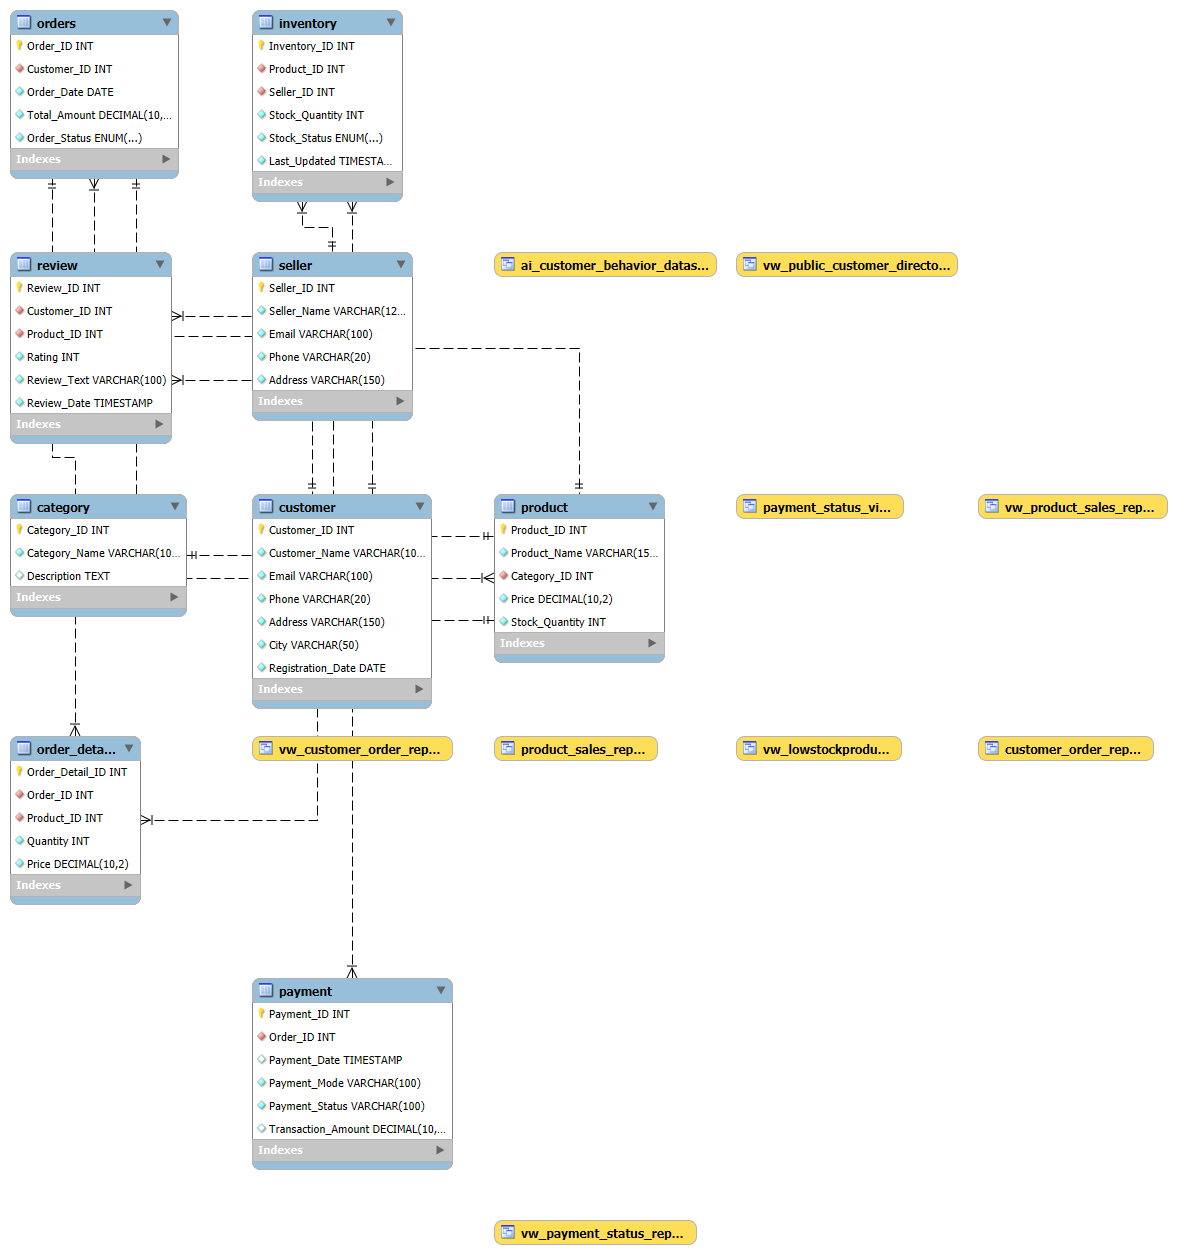 orders
Order_ID INT
Customer_ID INT
Order_Date DATE
Total_Amount DECIMAL(10,...
Order_Status ENUM(...)
Indexes
inventory
Inventory_ID INT
Product_ID INT
Seller_ID INT
Stock_Quantity INT
Stock_Status ENUM(...)
Last_Updated TIMESTA...
Indexes
review
Review_ID INT
Customer_ID INT
Product_ID INT
Rating INT
Review_Text VARCHAR(100)
Review_Date TIMESTAMP
Indexes
seller
Seller_ID INT
Seller_Name VARCHAR(12...
Email VARCHAR(100)
Phone VARCHAR(20)
Address VARCHAR(150)
Indexes
ai_customer_behavior_datas...
vw_public_customer_directo...
category
Category_ID INT
Category_Name VARCHAR(10...
Description TEXT
Indexes
customer
Customer_ID INT
Customer_Name VARCHAR(10...
Email VARCHAR(100)
Phone VARCHAR(20)
Address VARCHAR(150)
City VARCHAR(50)
Registration_Date DATE
Indexes
product
Product_ID INT
Product_Name VARCHAR(15...
Category_ID INT
Price DECIMAL(10,2)
Stock_Quantity INT
Indexes
payment_status_vi...
vw_product_sales_rep...
order_deta...
Order_Detail_ID INT
Order_ID INT
Product_ID INT
Quantity INT
Price DECIMAL(10,2)
Indexes
vw_customer_order_rep...
product_sales_rep...
vw_lowstockprodu...
customer_order_rep...
payment
Payment_ID INT
Order_ID INT
Payment_Date TIMESTAMP
Payment_Mode VARCHAR(100)
Payment_Status VARCHAR(100)
Transaction_Amount DECIMAL(10,...
Indexes
vw_payment_status_rep...